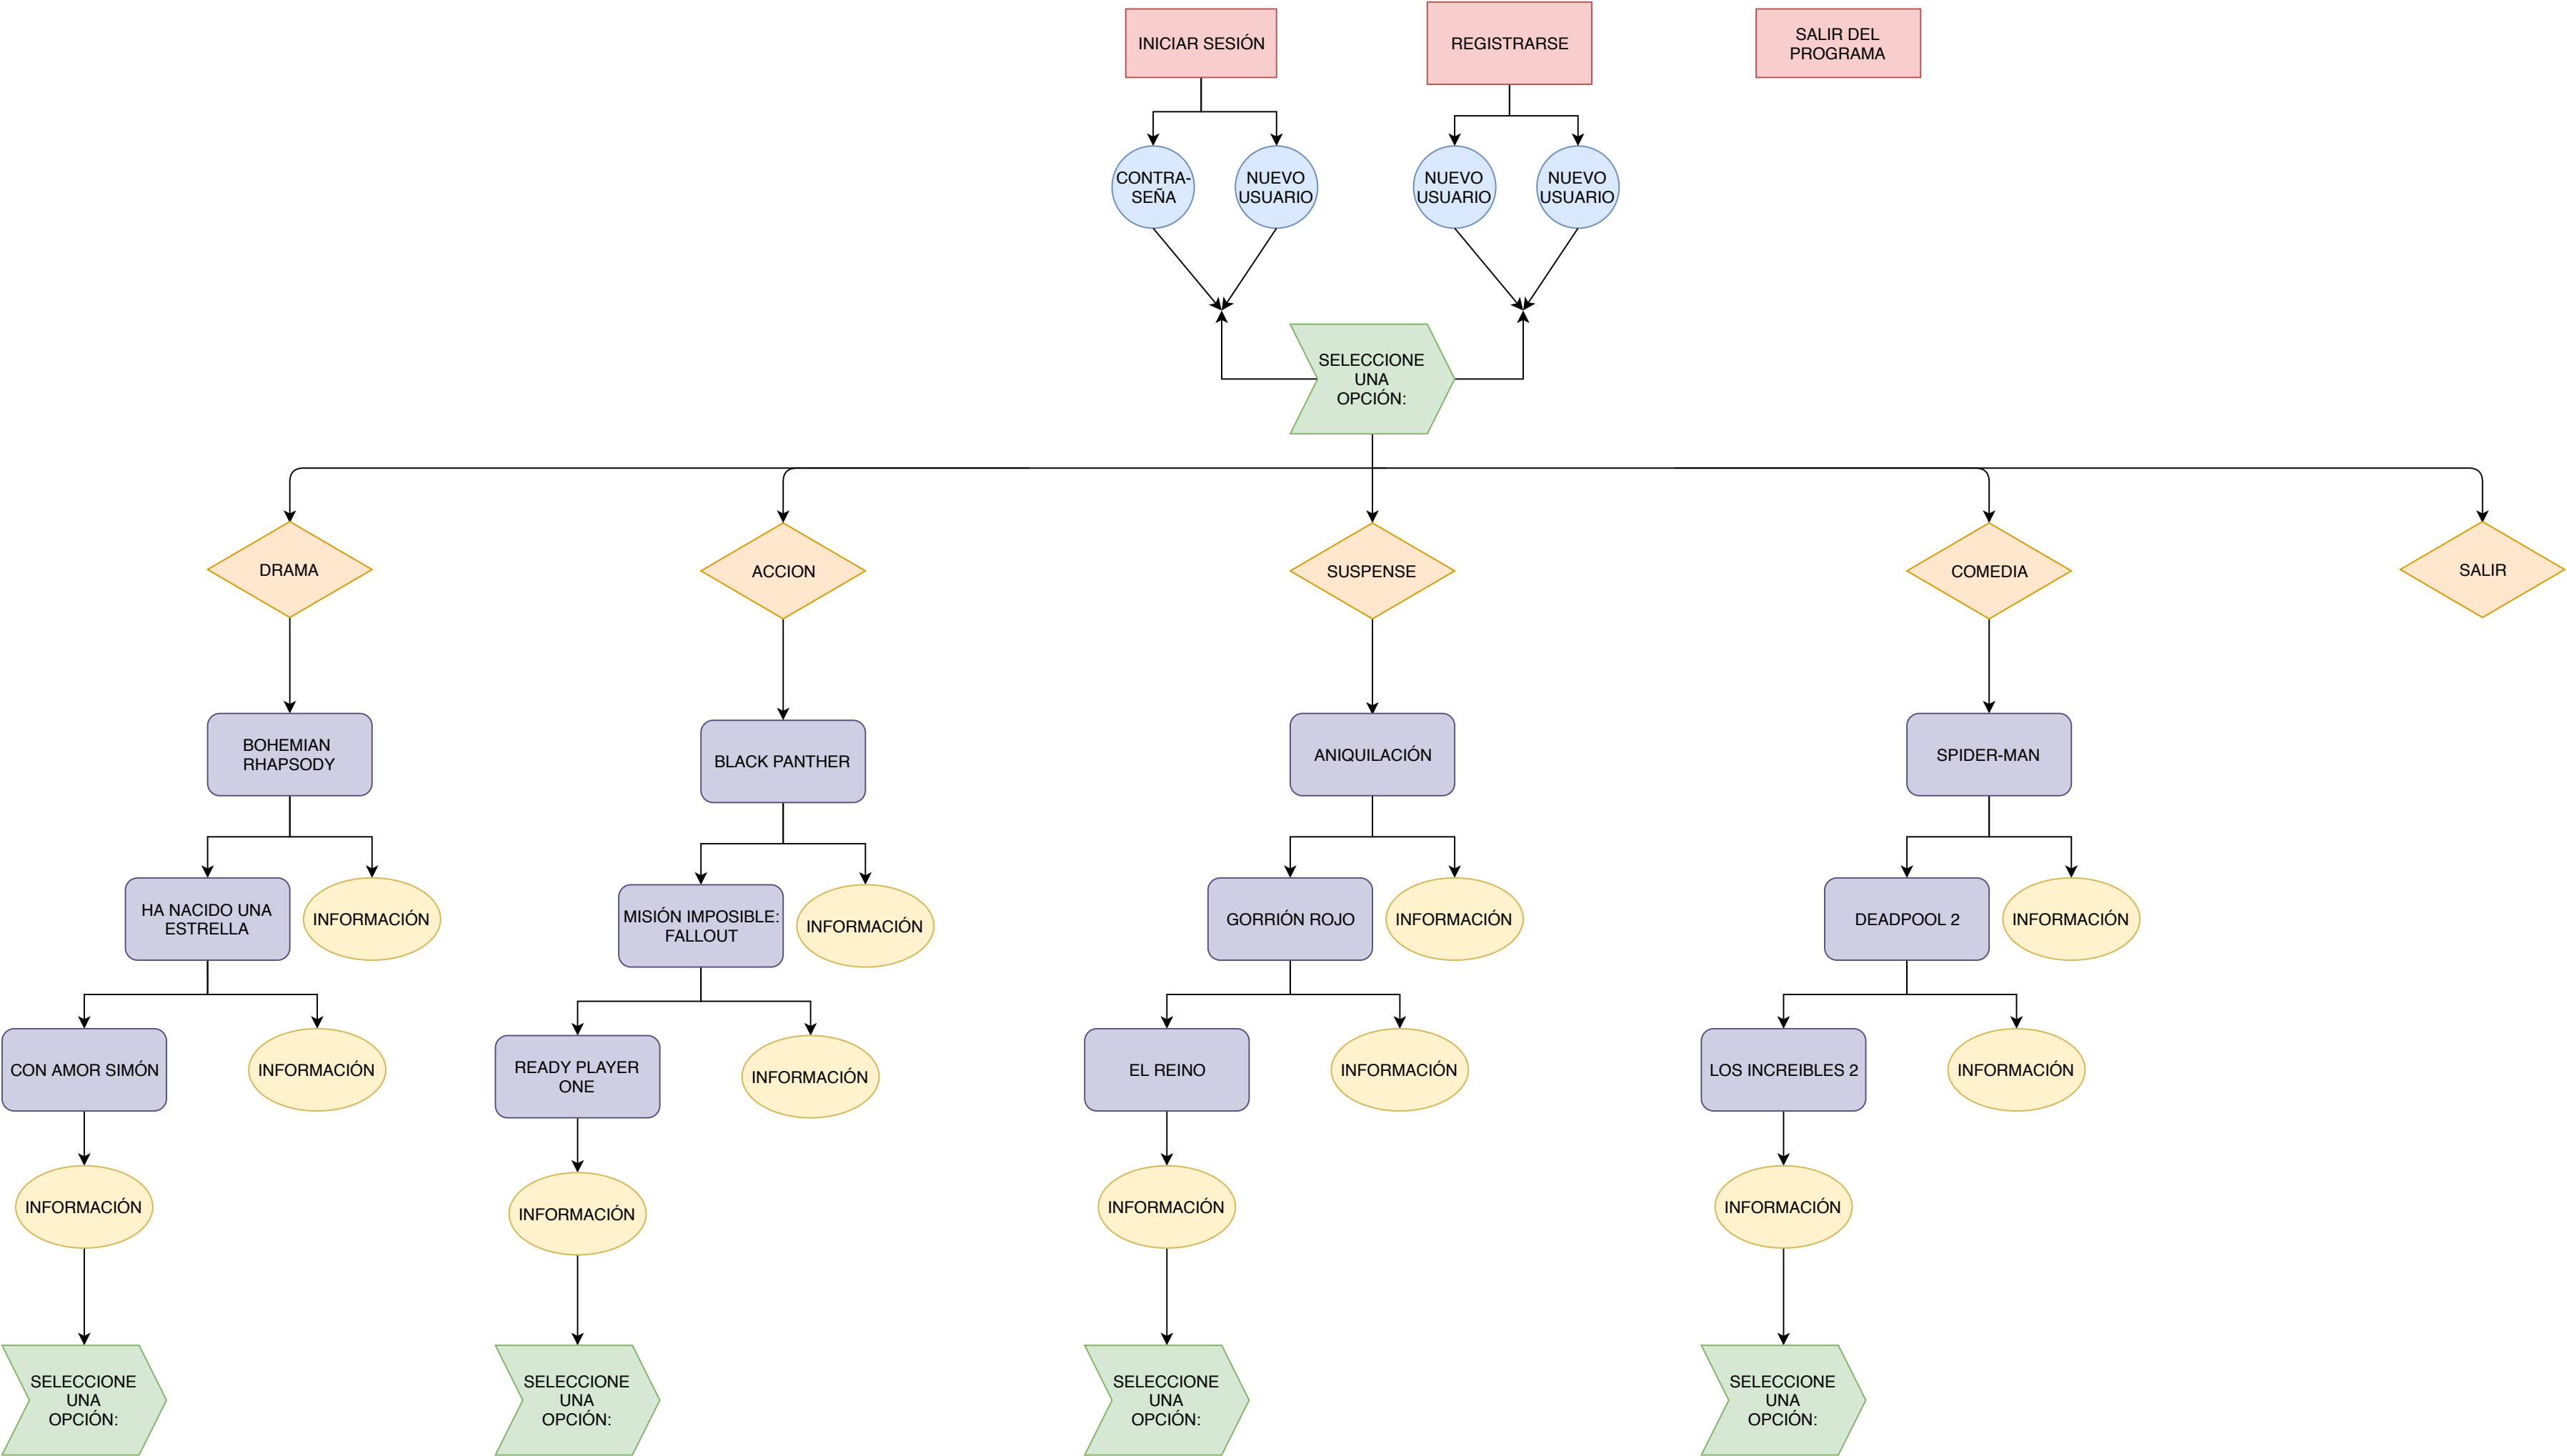 INICIAR SESIÓN
REGISTRARSE
SALIR DEL
PROGRAMA
CONTRA-
SEÑA
NUEVO
USUARIO
NUEVO
USUARIO
NUEVO
USUARIO
SELECCIONE
UNA
OPCIÓN:
DRAMA
ACCION
SUSPENSE
COMEDIA
SALIR
BOHEMIAN
RHAPSODY
BLACK PANTHER
ANIQUILACIÓN
SPIDER-MAN
HA NACIDO UNA
ESTRELLA
INFORMACIÓN
MISIÓN IMPOSIBLE:
FALLOUT
INFORMACIÓN
GORRIÓN ROJO
INFORMACIÓN
DEADPOOL 2
INFORMACIÓN
CON AMOR SIMÓN
INFORMACIÓN
READY PLAYER
ONE
INFORMACIÓN
EL REINO
INFORMACIÓN
LOS INCREIBLES 2
INFORMACIÓN
INFORMACIÓN
INFORMACIÓN
INFORMACIÓN
INFORMACIÓN
SELECCIONE
UNA
OPCIÓN:
SELECCIONE
UNA
OPCIÓN:
SELECCIONE
UNA
OPCIÓN:
SELECCIONE
UNA
OPCIÓN: